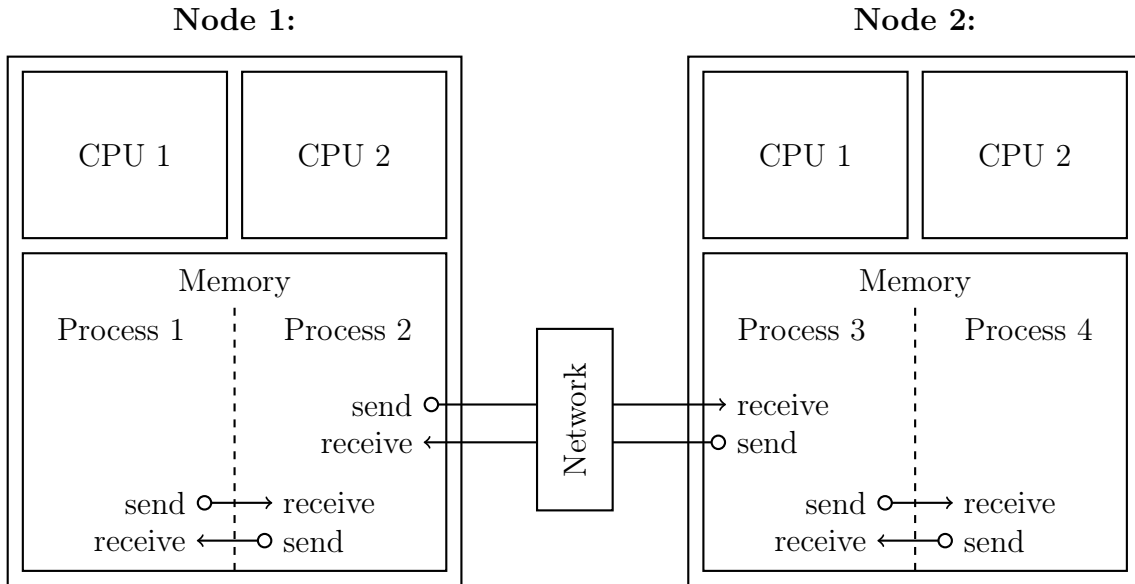 Node 1:
Node 2:
CPU 1
CPU 2
CPU 1
CPU 2
Memory
Memory
Process 1
Process 2
Process 3
Process 4
Network
send
receive
receive
send
send
receive
receive
send
send
receive
receive
send